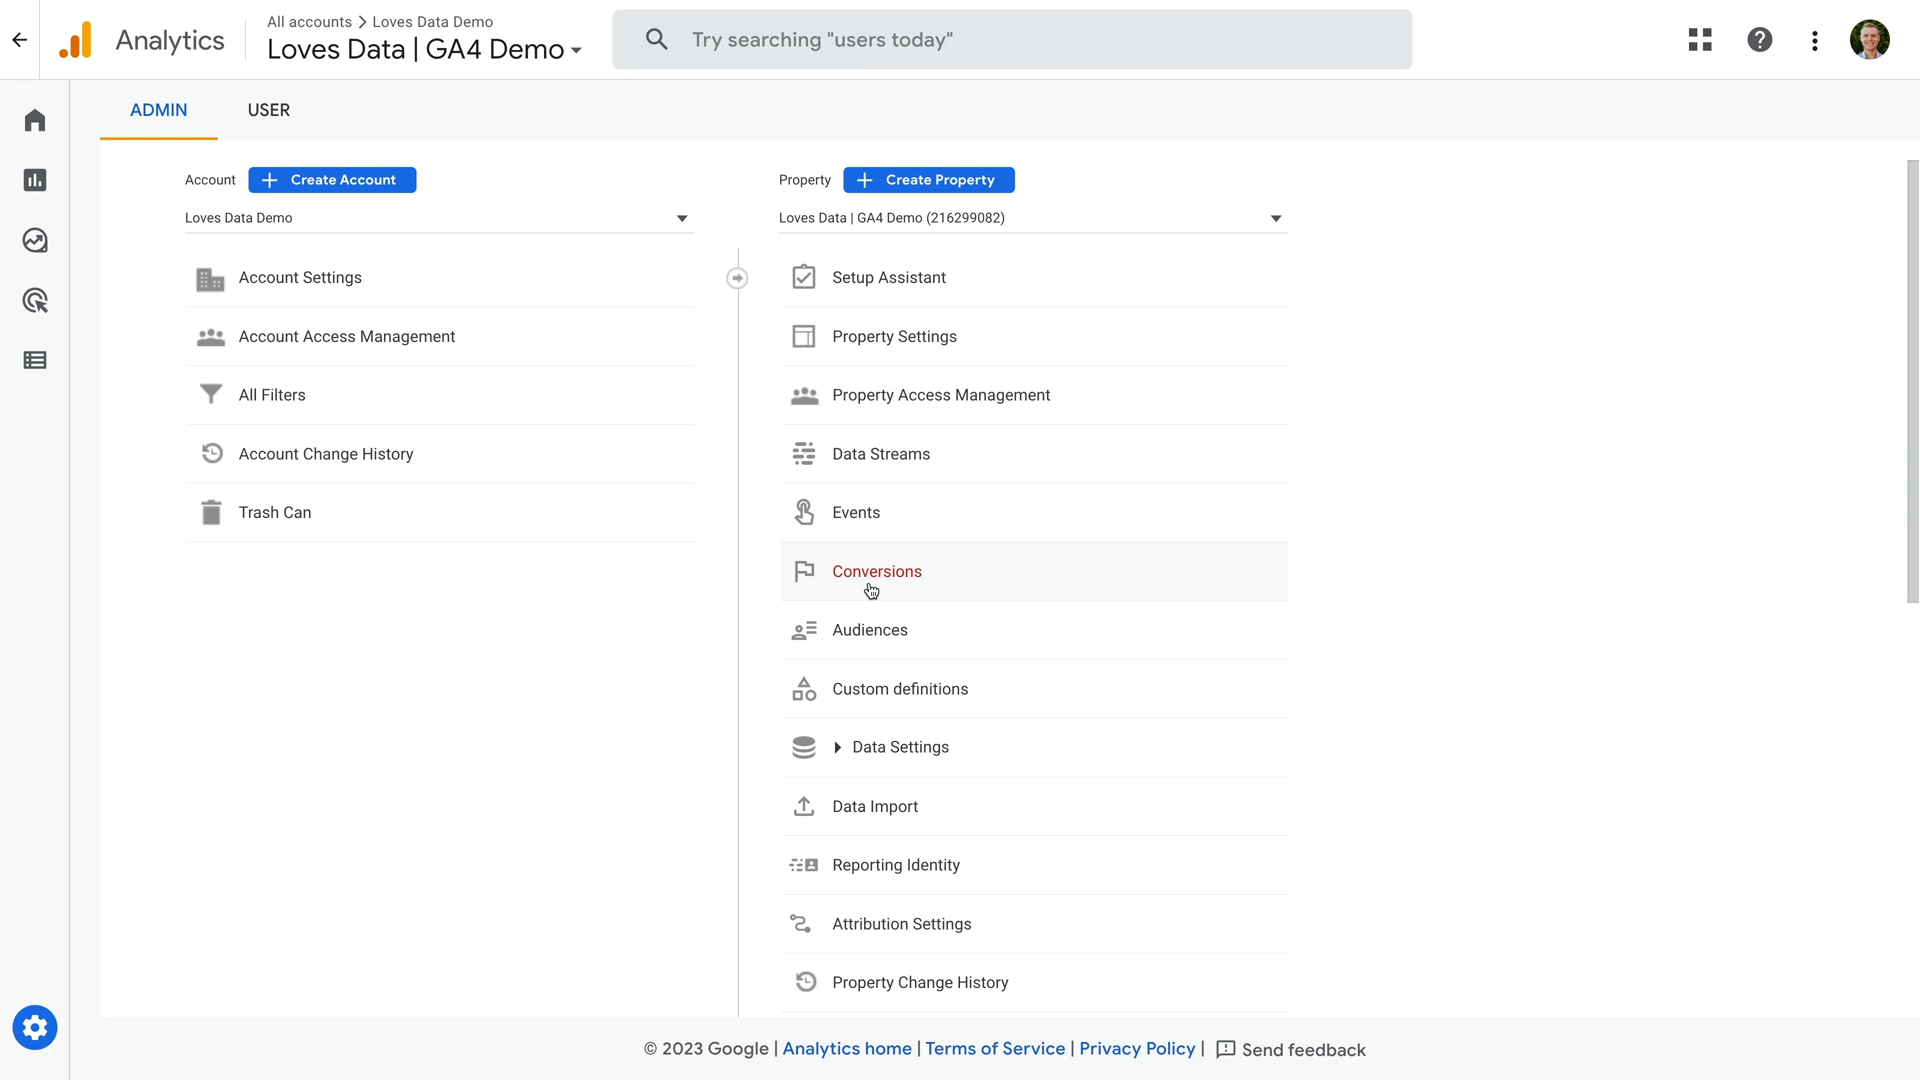 Analytics
All accounts > Loves Data Demo
Loves Data | GA4 Demo
Try searching "users today"
ADMIN
USER
Account
Create Account
Loves Data Demo
Account Settings
Account Access Management
All Filters
Account Change History
Trash Can
Property
Create Property
Loves Data | GA4 Demo (216299082)
Setup Assistant
Property Settings
Property Access Management
Data Streams
Events
Conversions
Audiences
Custom definitions
Data Settings
Data Import
Reporting Identity
Attribution Settings
Property Change History
© 2023 Google | Analytics home | Terms of Service | Privacy Policy | Send feedback